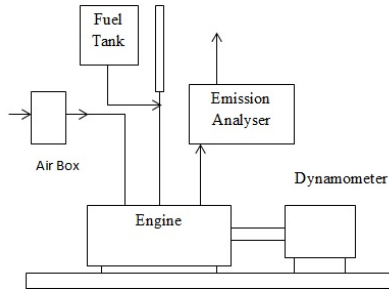 Fuel
Tank
Emission
Analyser
Air Box
Dynamometer
Engine